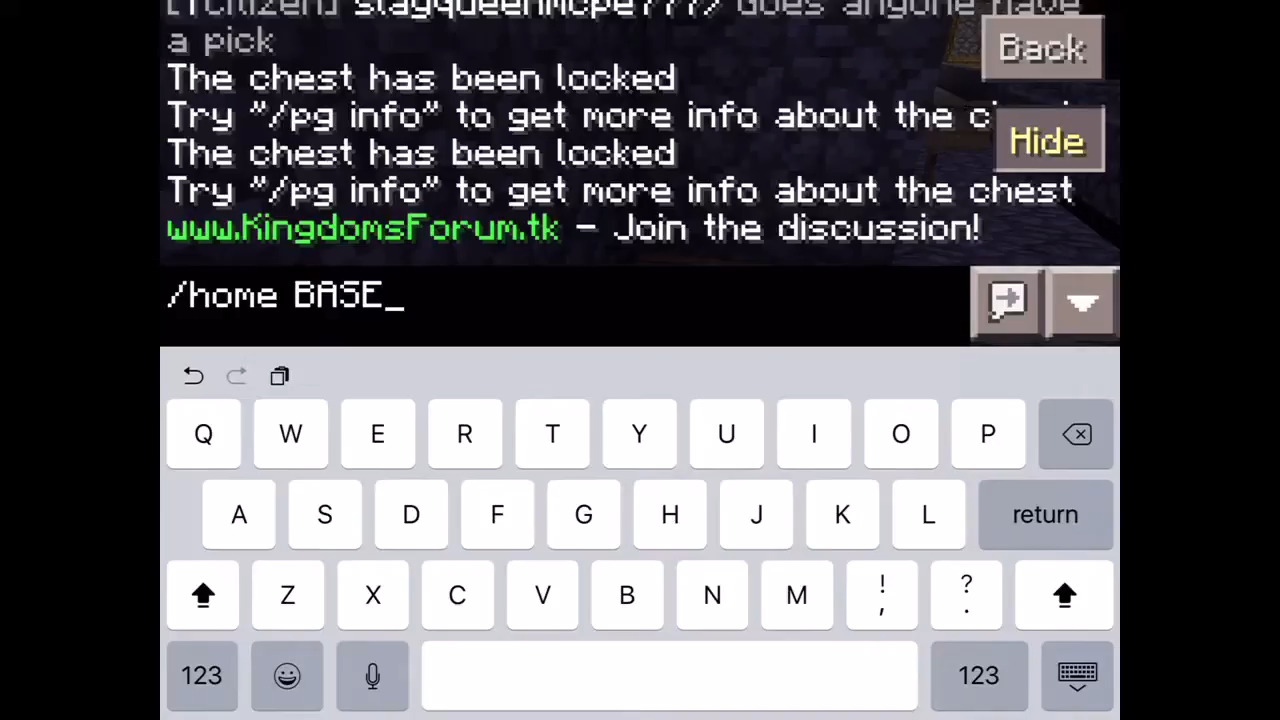 have
a pick
Back
The chest has been locked
Try "/pg info" to get more info about the c
The chest has been locked
Hide
Try "/pg info" to get more info about the chest
www.KingdomsForum.tk - Join the discussion!
/home BASE_
Q W E R T Y U I O P
A S D F G H J K L return
Z X C V B N M ! , ? .
123 123